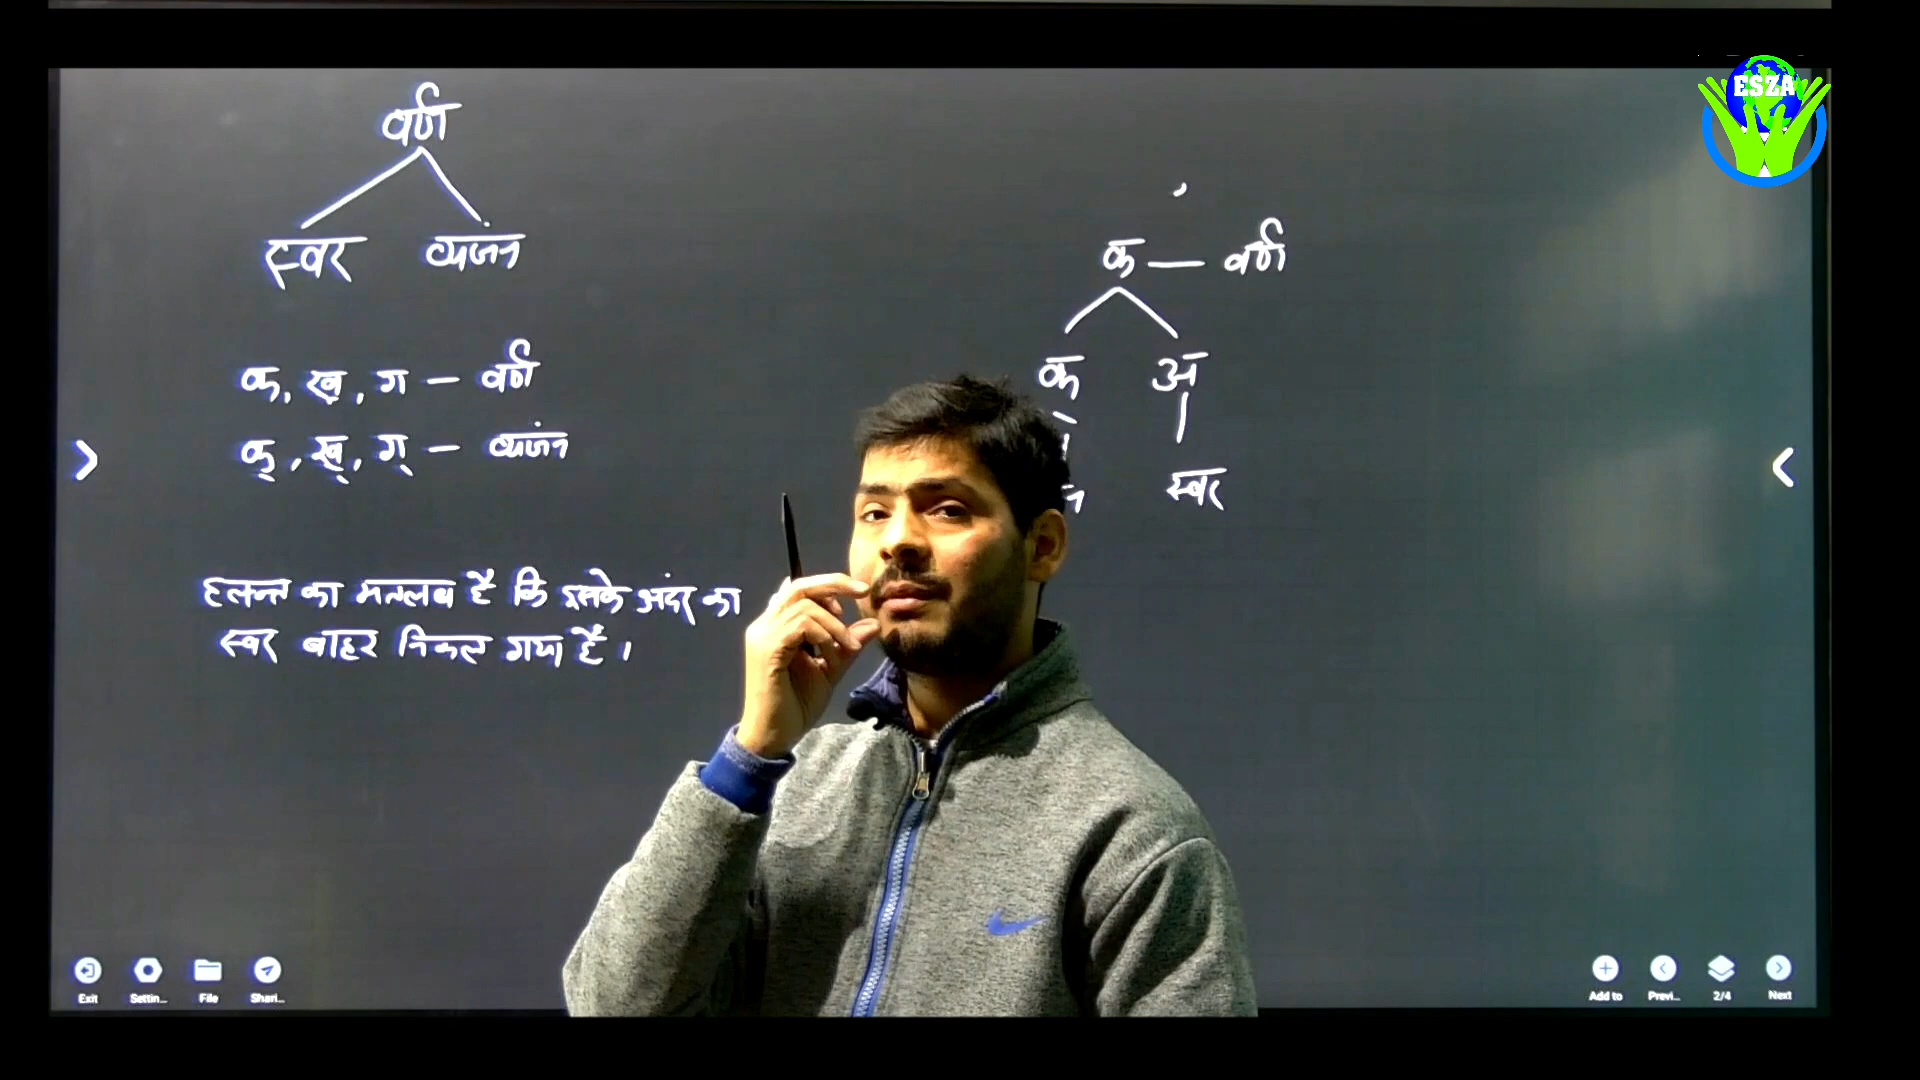 वर्ण
स्वर व्यंजन
क, ख, ग — वर्ण
क्, ख्, ग् — व्यंजन
हलन्त का मतलब है कि इसके अंदर का
स्वर बाहर निकल गया है।
क — वर्ण
क् अ
स्वर
ESZA
Exit Settin... File Shari...
Add to Previ... 2/4 Next